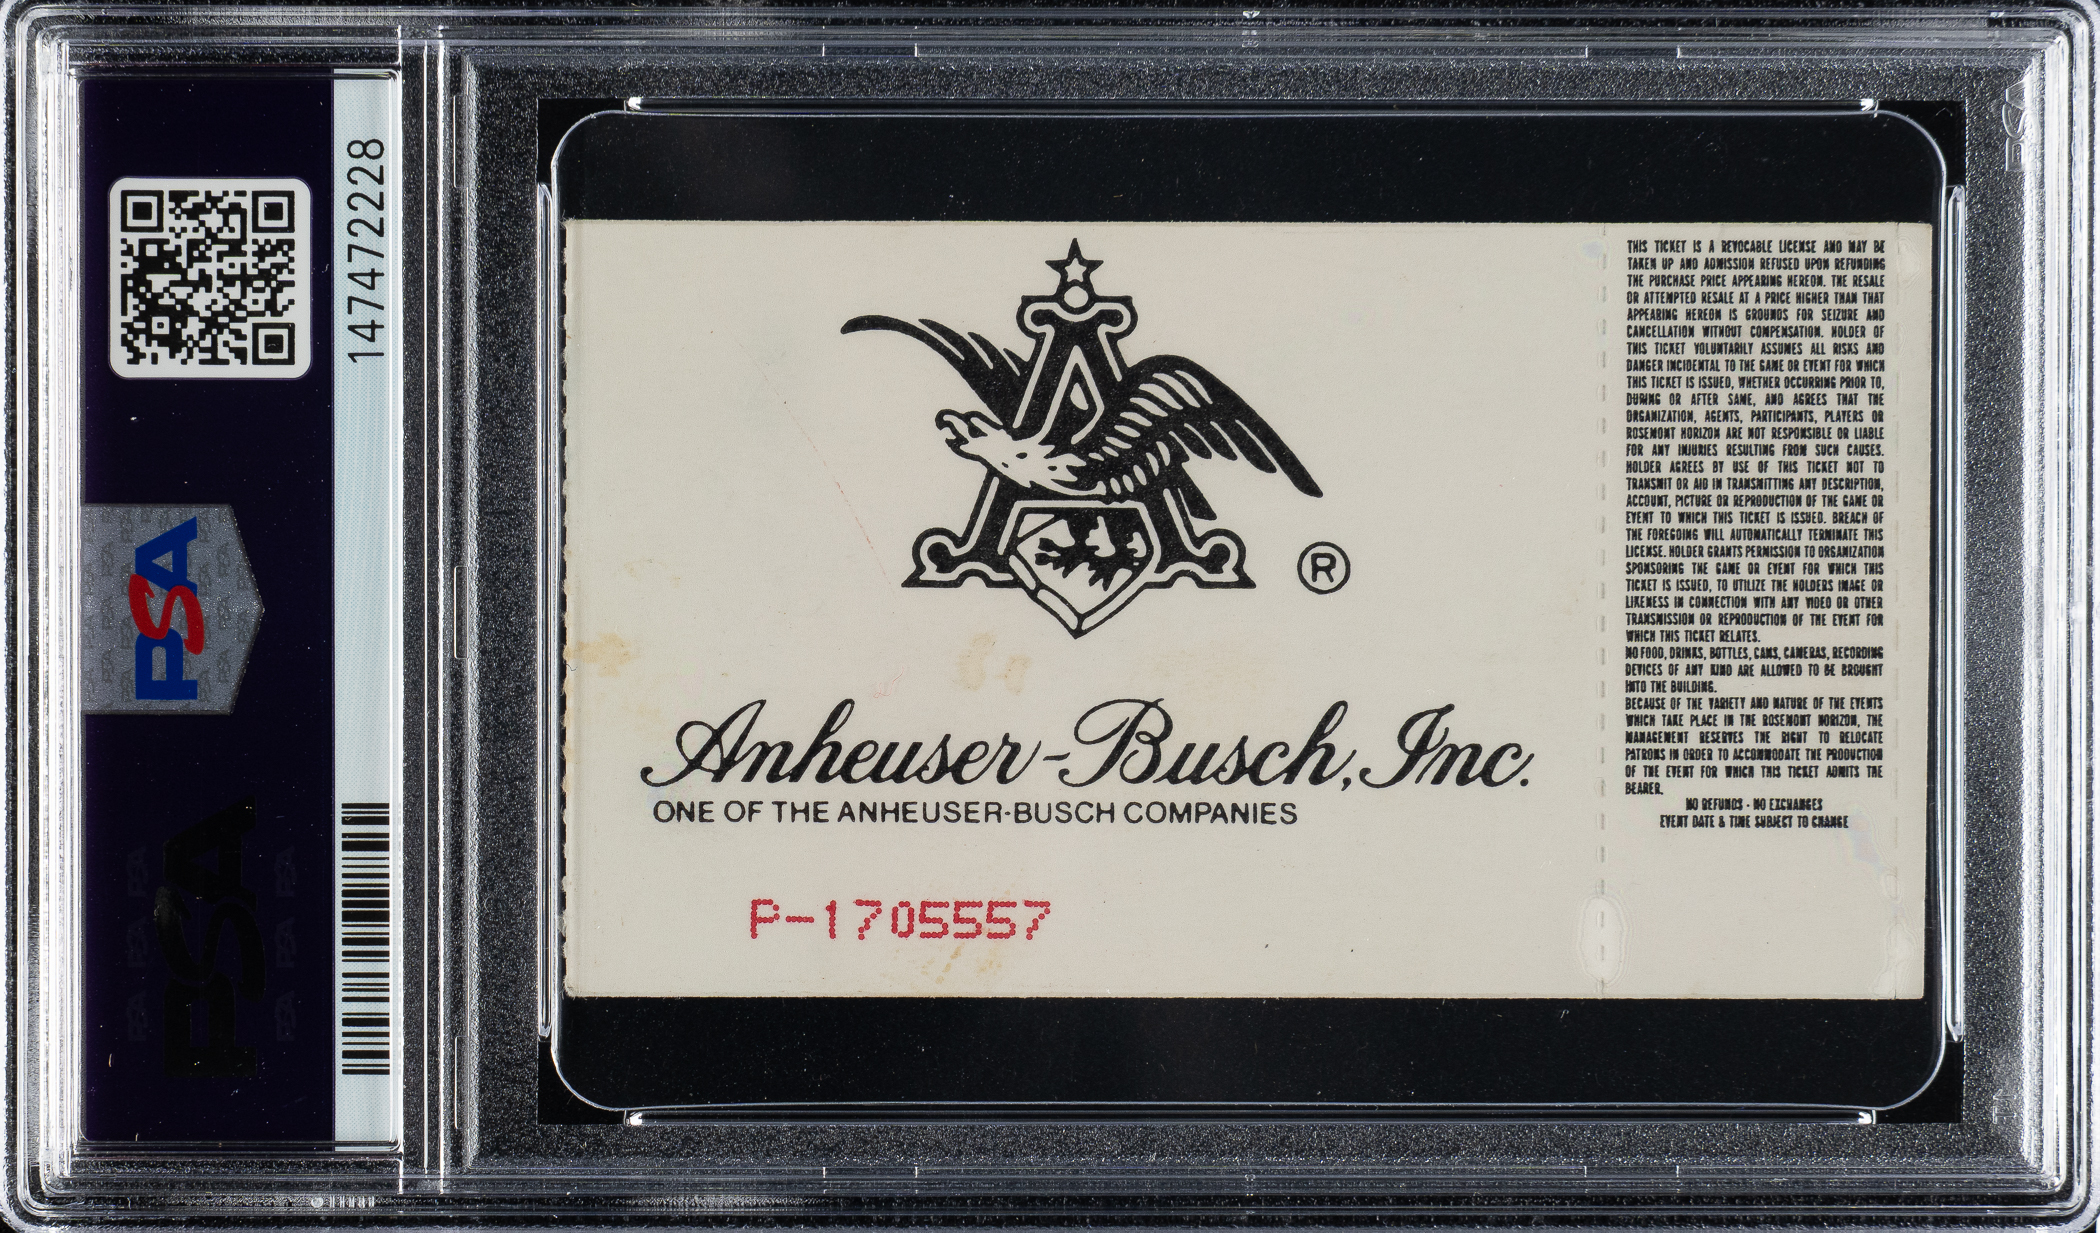 147472228
PSA
THIS TICKET IS A REVOCABLE LICENSE AND MAY BE
TAKEN UP AND ADMISSION REFUSED UPON REFUNDING
THE PURCHASE PRICE APPEARING HEREON. THE RESALE
OR ATTEMPTED RESALE AT A PRICE HIGHER THAN THAT
APPEARING HEREON IS GROUNDS FOR SEIZURE AND
CANCELLATION WITHOUT COMPENSATION. HOLDER OF
THIS TICKET VOLUNTARILY ASSUMES ALL RISKS AND
DANGER INCIDENTAL TO THE GAME OR EVENT FOR WHICH
THIS TICKET IS ISSUED, WHETHER OCCURRING PRIOR TO,
DURING OR AFTER SAME, AND AGREES THAT THE
ORGANIZATION, AGENTS, PARTICIPANTS, PLAYERS OR
ROSEMONT HORIZON ARE NOT RESPONSIBLE OR LIABLE
FOR ANY INJURIES RESULTING FROM SUCH CAUSES.
HOLDER AGREES BY USE OF THIS TICKET NOT TO
TRANSMIT OR AID IN TRANSMITTING ANY DESCRIPTION,
ACCOUNT, PICTURE OR REPRODUCTION OF THE GAME OR
EVENT TO WHICH THIS TICKET IS ISSUED. BREACH OF
THE FOREGOING WILL AUTOMATICALLY TERMINATE THIS
LICENSE. HOLDER GRANTS PERMISSION TO ORGANIZATION
SPONSORING THE GAME OR EVENT FOR WHICH THIS
TICKET IS ISSUED, TO UTILIZE THE HOLDERS IMAGE OR
LIKENESS IN CONNECTION WITH ANY VIDEO OR OTHER
TRANSMISSION OR REPRODUCTION OF THE EVENT FOR
WHICH THIS TICKET RELATES.
NO FOOD, DRINKS, BOTTLES, CANS, CAMERAS, RECORDING
DEVICES OF ANY KIND ARE ALLOWED TO BE BROUGHT
INTO THE BUILDING.
BECAUSE OF THE VARIETY AND NATURE OF THE EVENTS
WHICH TAKE PLACE IN THE ROSEMONT HORIZON, THE
MANAGEMENT RESERVES THE RIGHT TO RELOCATE
PATRONS IN ORDER TO ACCOMMODATE THE PRODUCTION
OF THE EVENT FOR WHICH THIS TICKET ADMITS THE
BEARER.
NO REFUNDS - NO EXCHANGES
EVENT DATE & TIME SUBJECT TO CHANGE
A
®
Anheuser-Busch, Inc.
ONE OF THE ANHEUSER-BUSCH COMPANIES
P-1705557
PSA
PSA